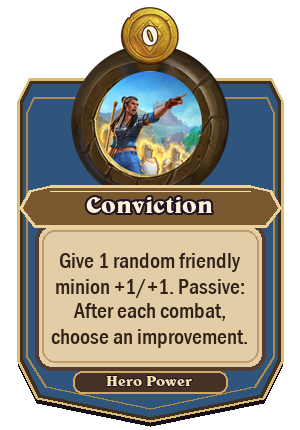 0
Conviction
Give 1 random friendly
minion +1/+1. Passive:
After each combat,
choose an improvement.
Hero Power